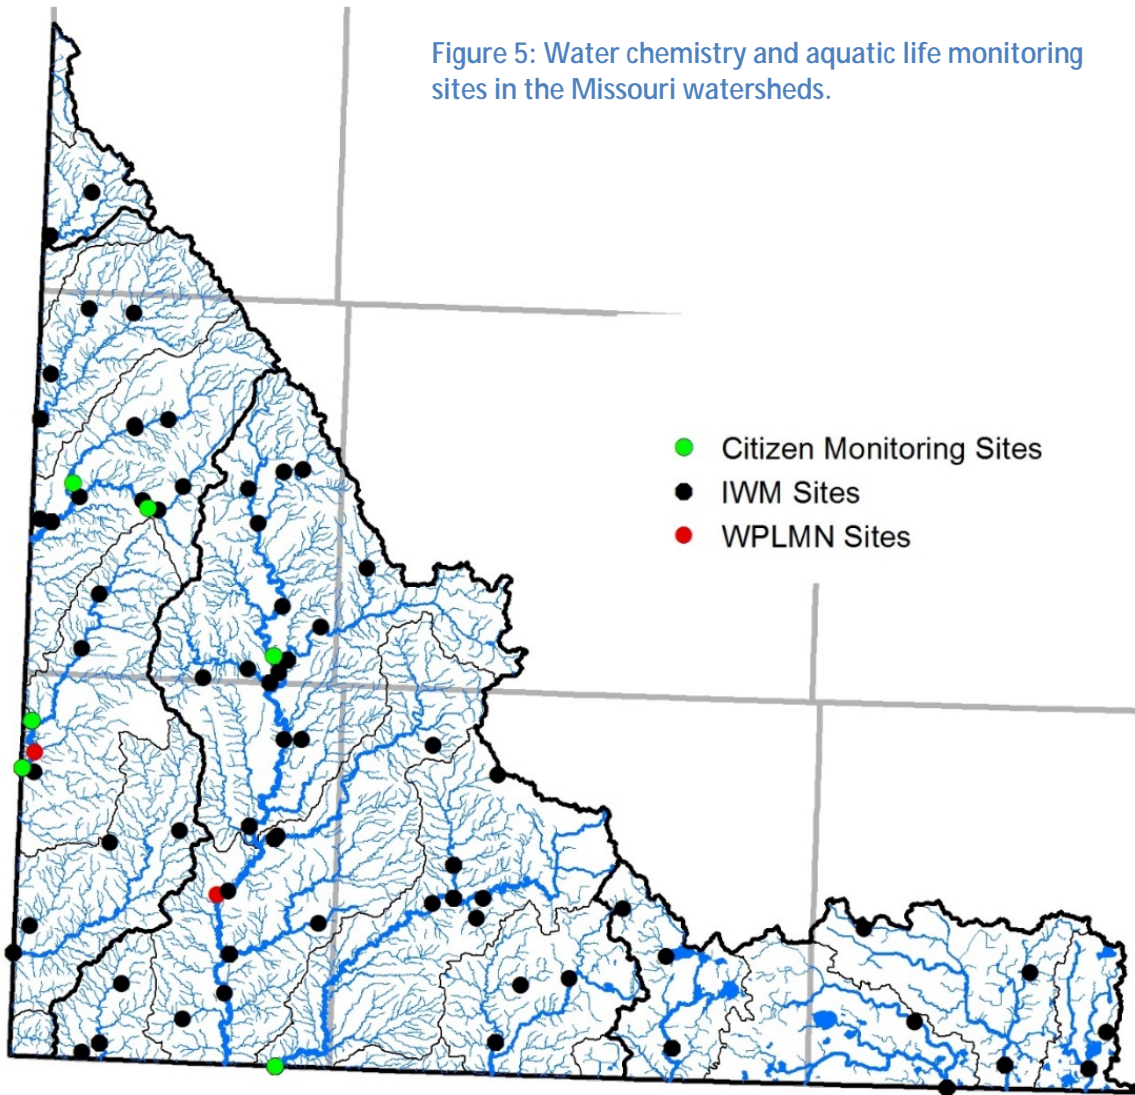 Figure 5: Water chemistry and aquatic life monitoring
sites in the Missouri watersheds.
Citizen Monitoring Sites
IWM Sites
WPLMN Sites